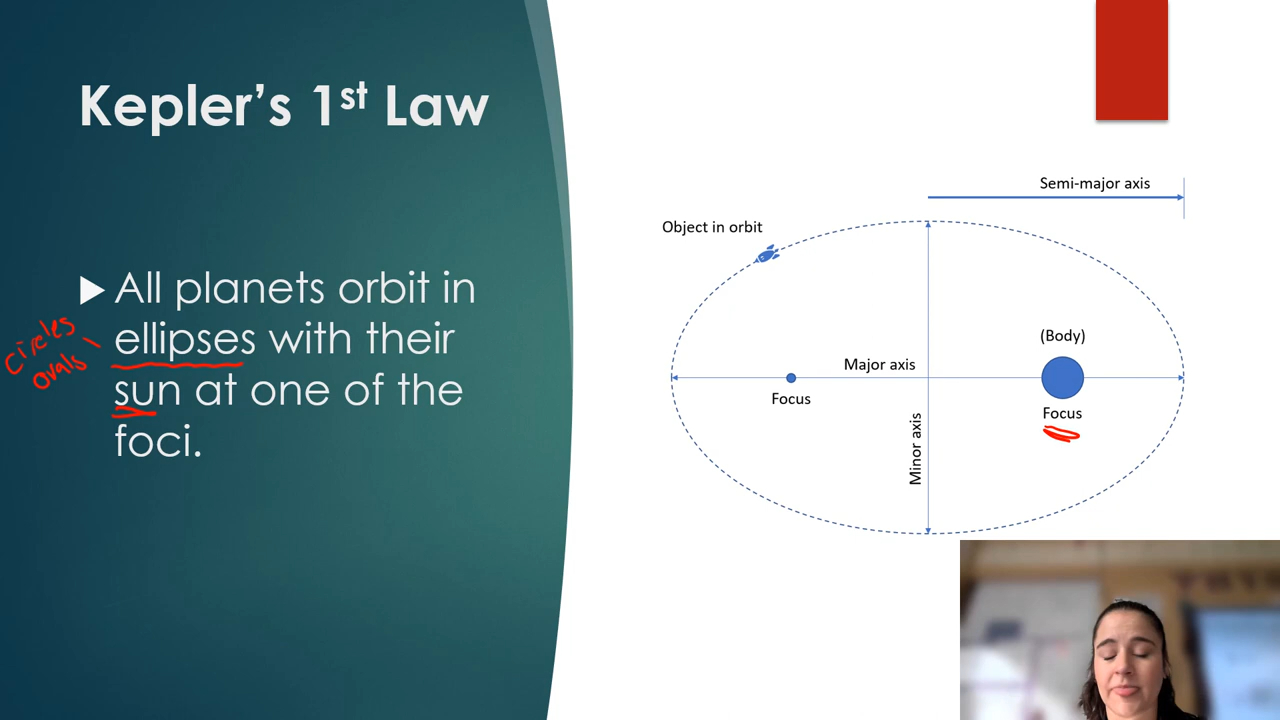 Kepler's 1st Law
▶ All planets orbit in
ellipses with their
sun at one of the
foci.
Circles
ovals
Semi-major axis
Object in orbit
(Body)
Major axis
Focus
Focus
Minor axis